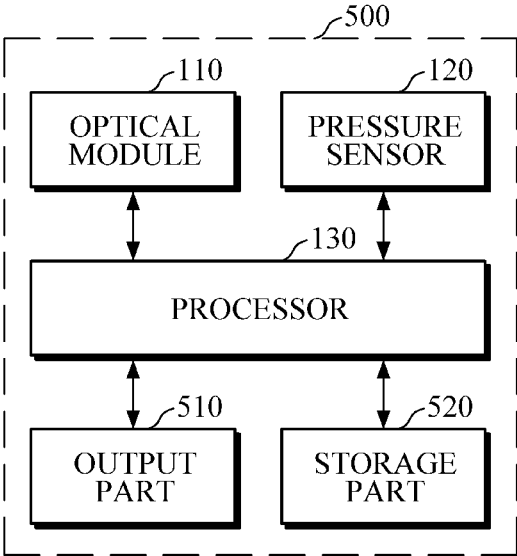 500
110
120
OPTICAL
MODULE
PRESSURE
SENSOR
130
PROCESSOR
510
520
OUTPUT
PART
STORAGE
PART